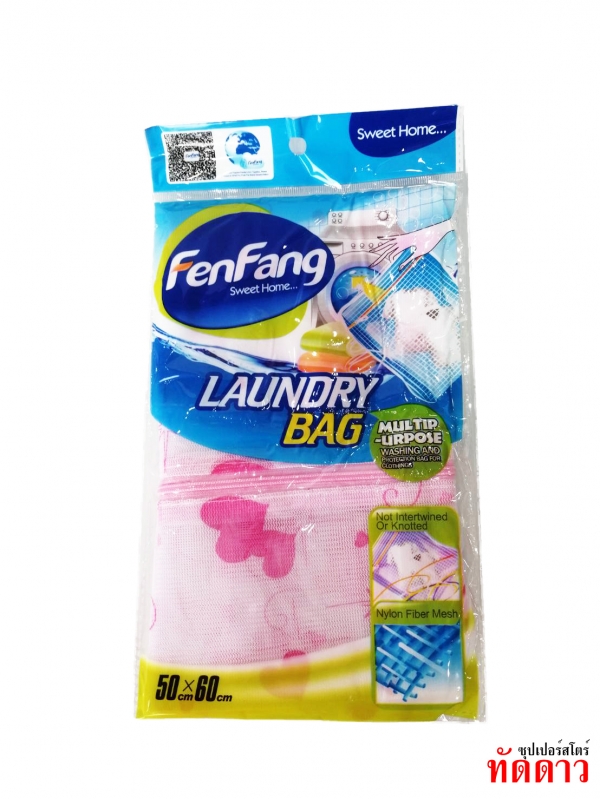 Sweet Home...
FenFang
Sweet Home...
LAUNDRY
BAG
MULTIP
-URPOSE
WASHING AND
PROTECTION BAG FOR
CLOTHING
Not Intertwined
Or Knotted
Nylon Fiber Mesh
50cm×60cm
ซุปเปอร์สโตร์
ทัดดาว